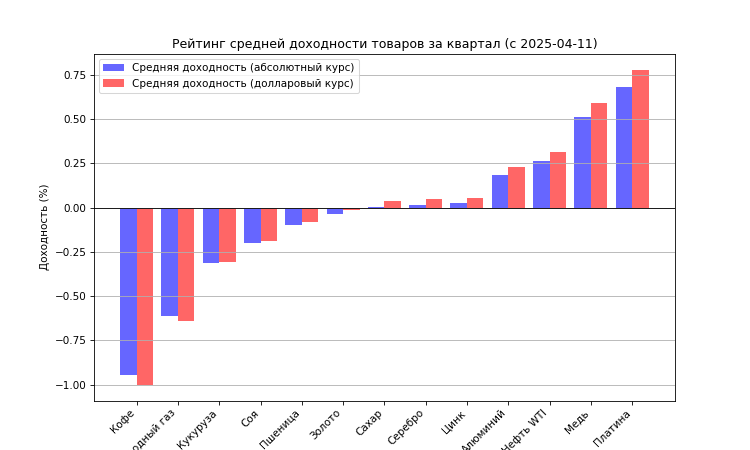 Рейтинг средней доходности товаров за квартал (с 2025-04-11)
Средняя доходность (абсолютный курс)
Средняя доходность (долларовый курс)
Доходность (%)
0.75
0.50
0.25
0.00
−0.25
−0.50
−0.75
−1.00
Кофе
одный газ
Кукуруза
Соя
Пшеница
Золото
Сахар
Серебро
Цинк
Алюминий
Нефть WTI
Медь
Платина